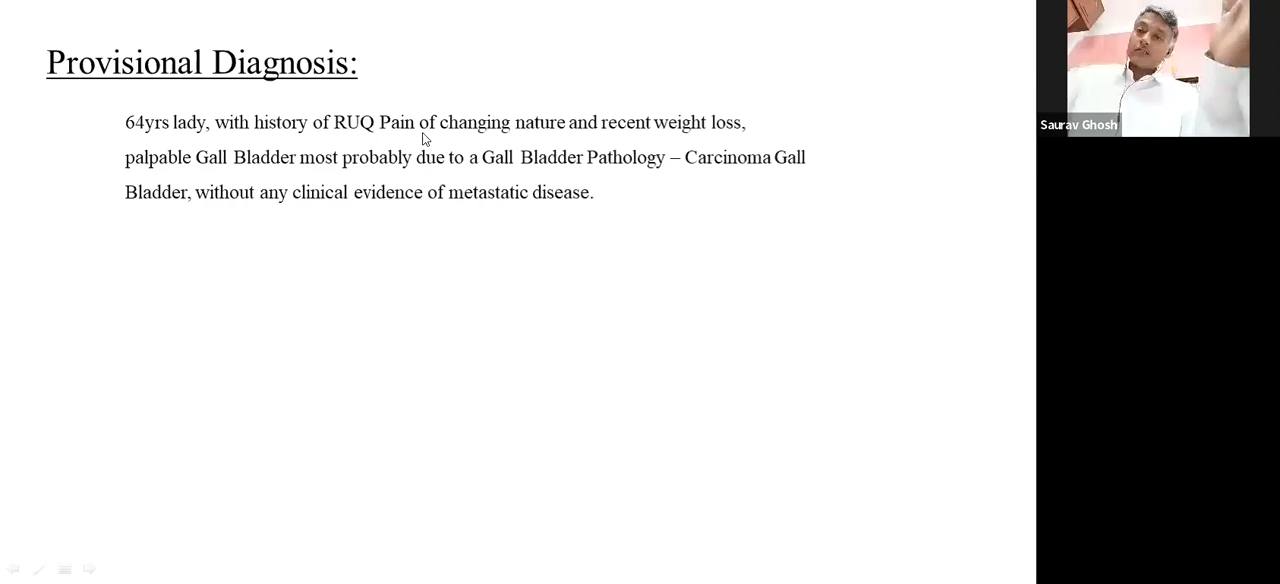 Provisional Diagnosis:
64yrs lady, with history of RUQ Pain of changing nature and recent weight loss,
palpable Gall Bladder most probably due to a Gall Bladder Pathology – Carcinoma Gall
Bladder, without any clinical evidence of metastatic disease.
Saurav Ghosh